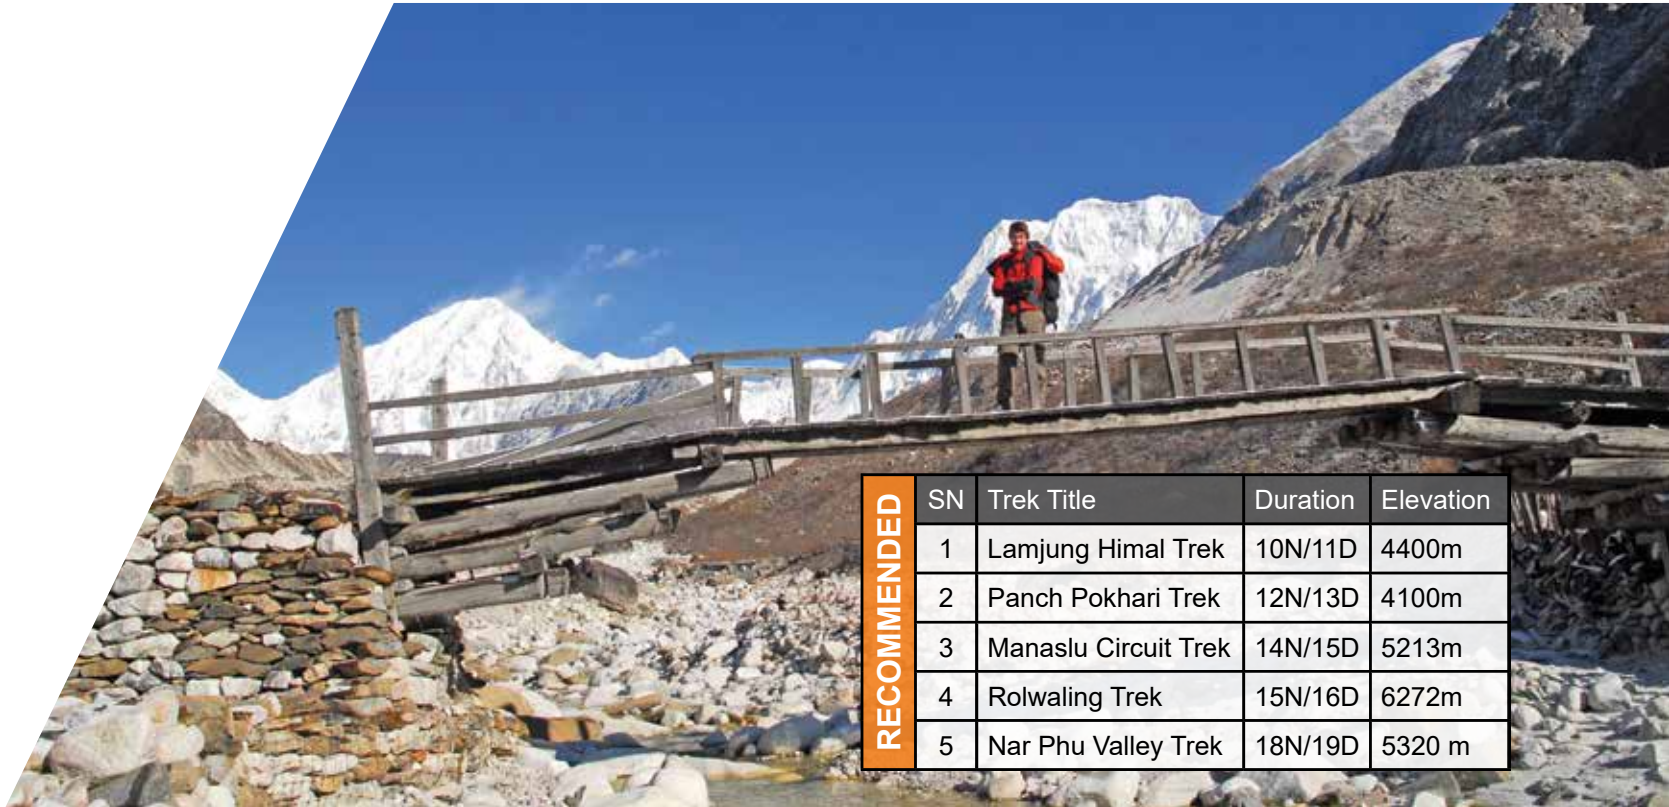 RECOMMENDED
SN Trek Title Duration Elevation
1 Lamjung Himal Trek 10N/11D 4400m
2 Panch Pokhari Trek 12N/13D 4100m
3 Manaslu Circuit Trek 14N/15D 5213m
4 Rolwaling Trek 15N/16D 6272m
5 Nar Phu Valley Trek 18N/19D 5320 m